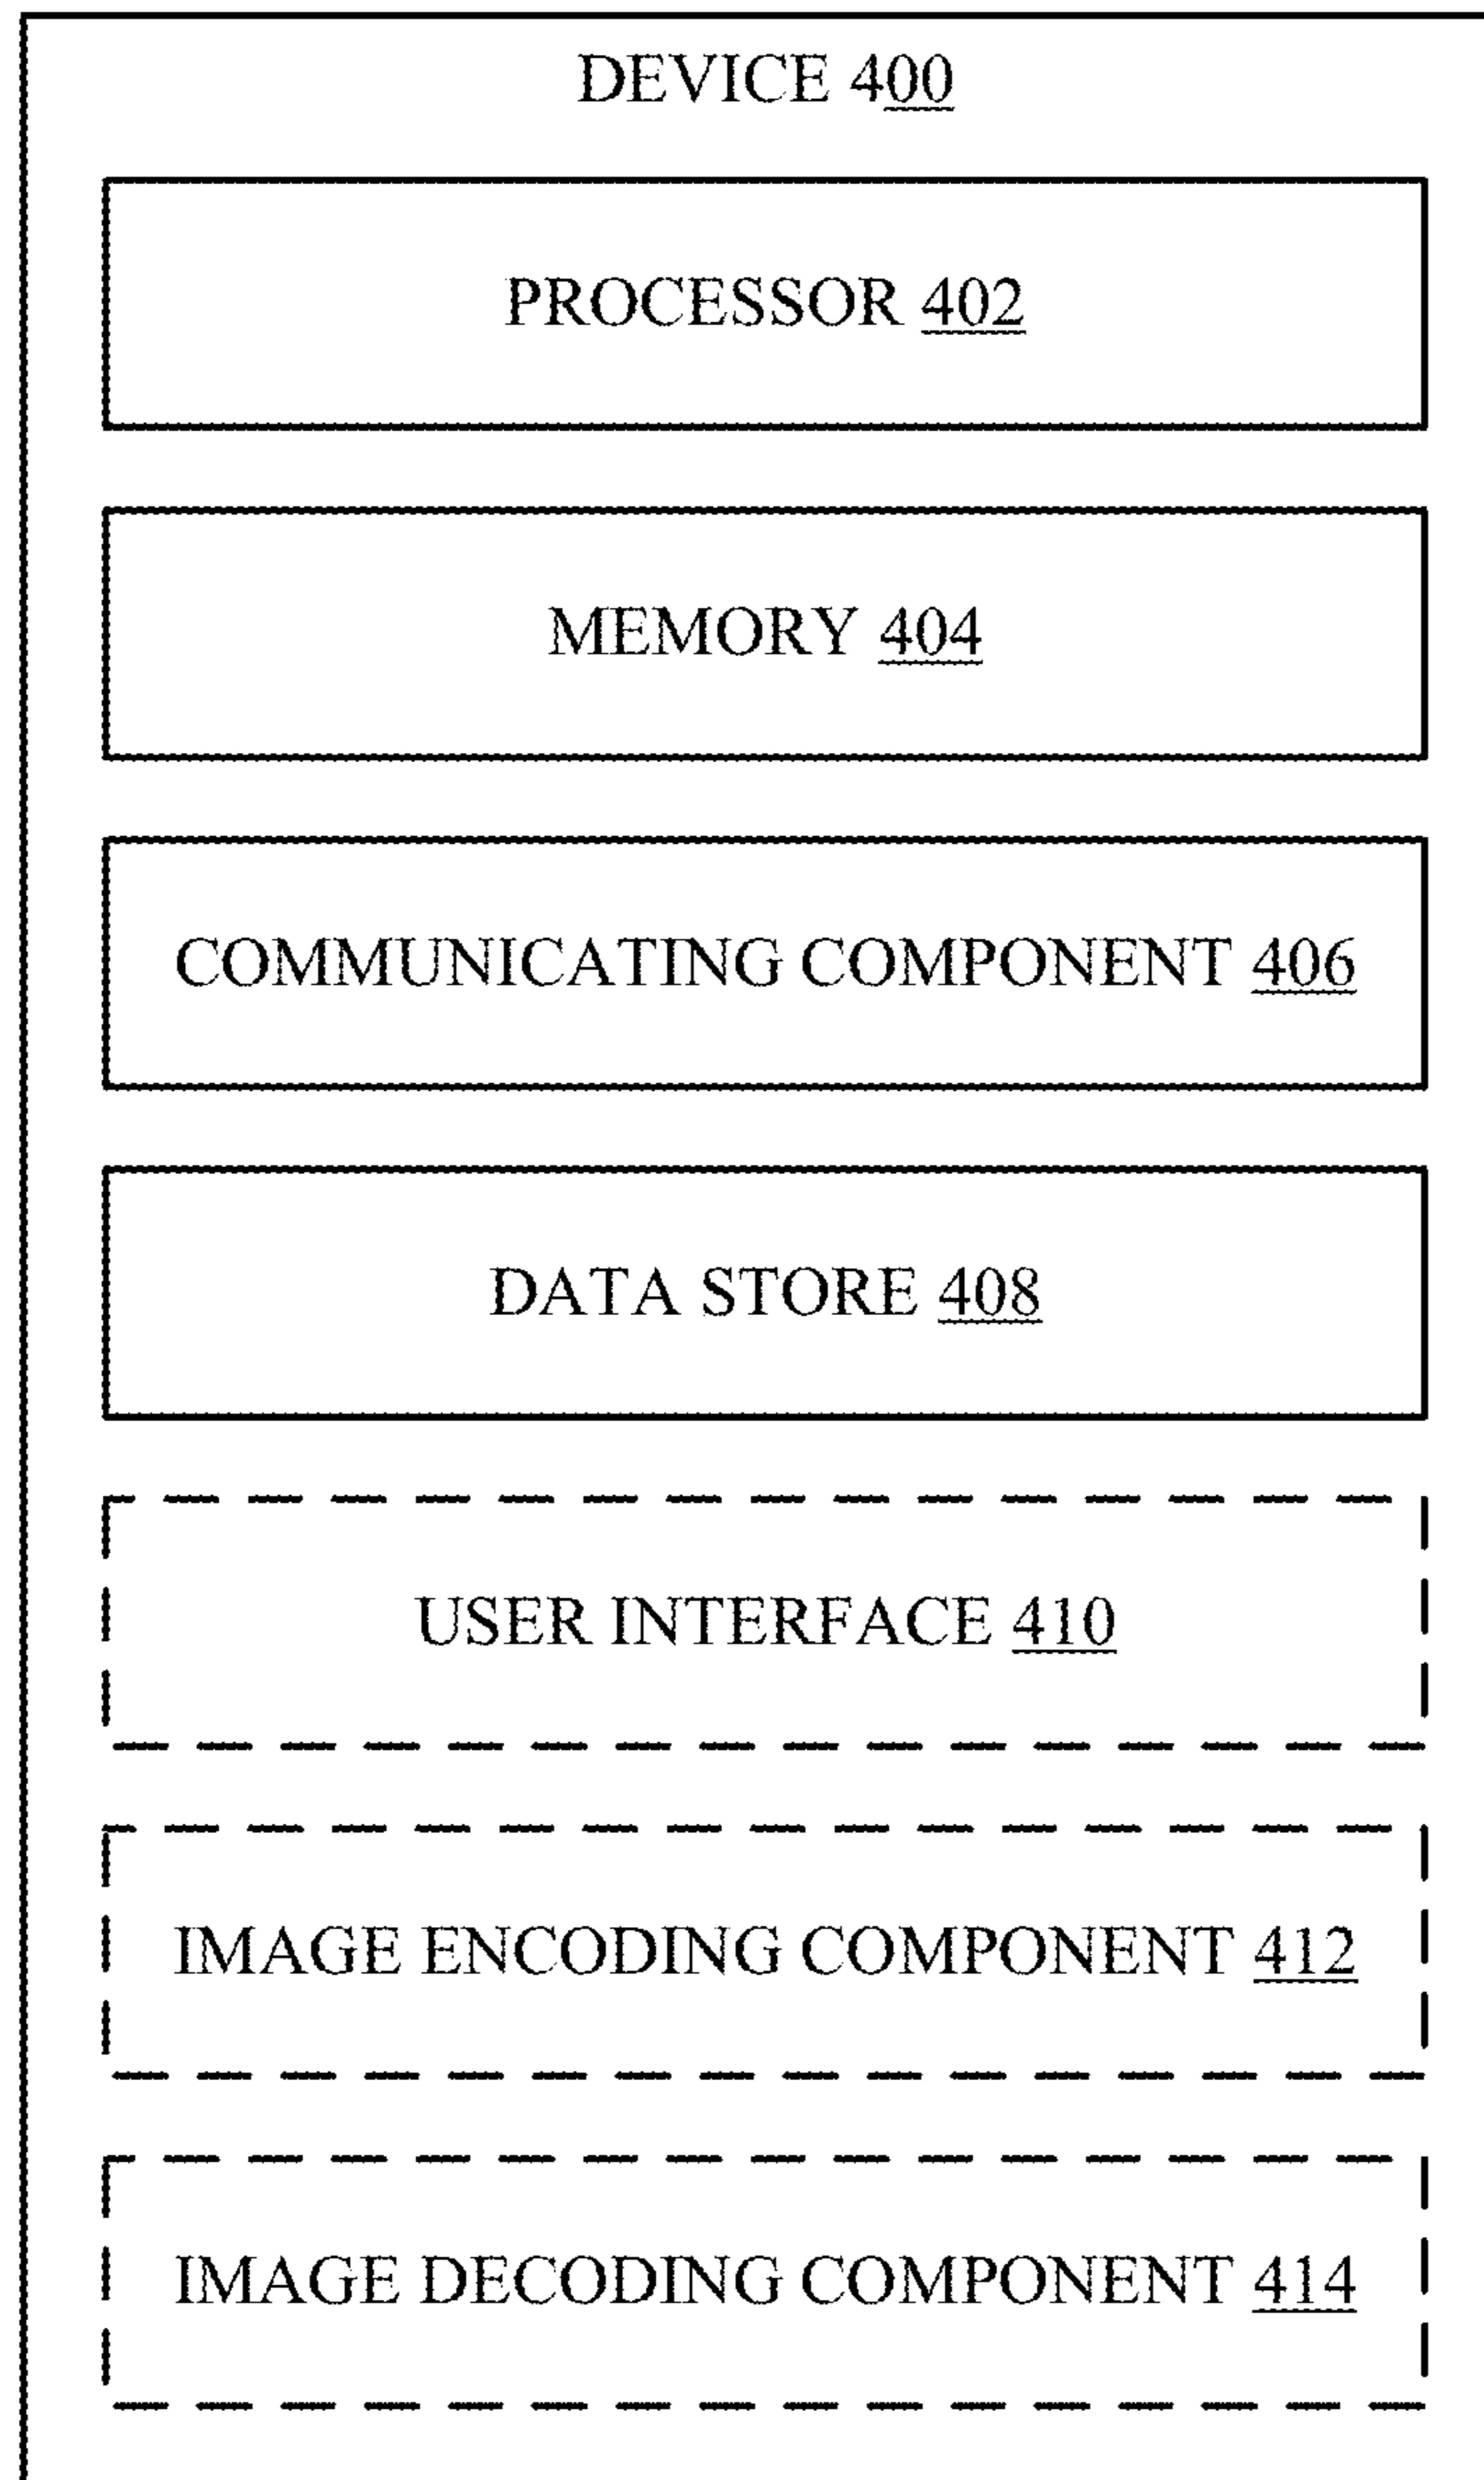 DEVICE 400
PROCESSOR 402
MEMORY 404
COMMUNICATING COMPONENT 406
DATA STORE 408
USER INTERFACE 410
IMAGE ENCODING COMPONENT 412
IMAGE DECODING COMPONENT 414